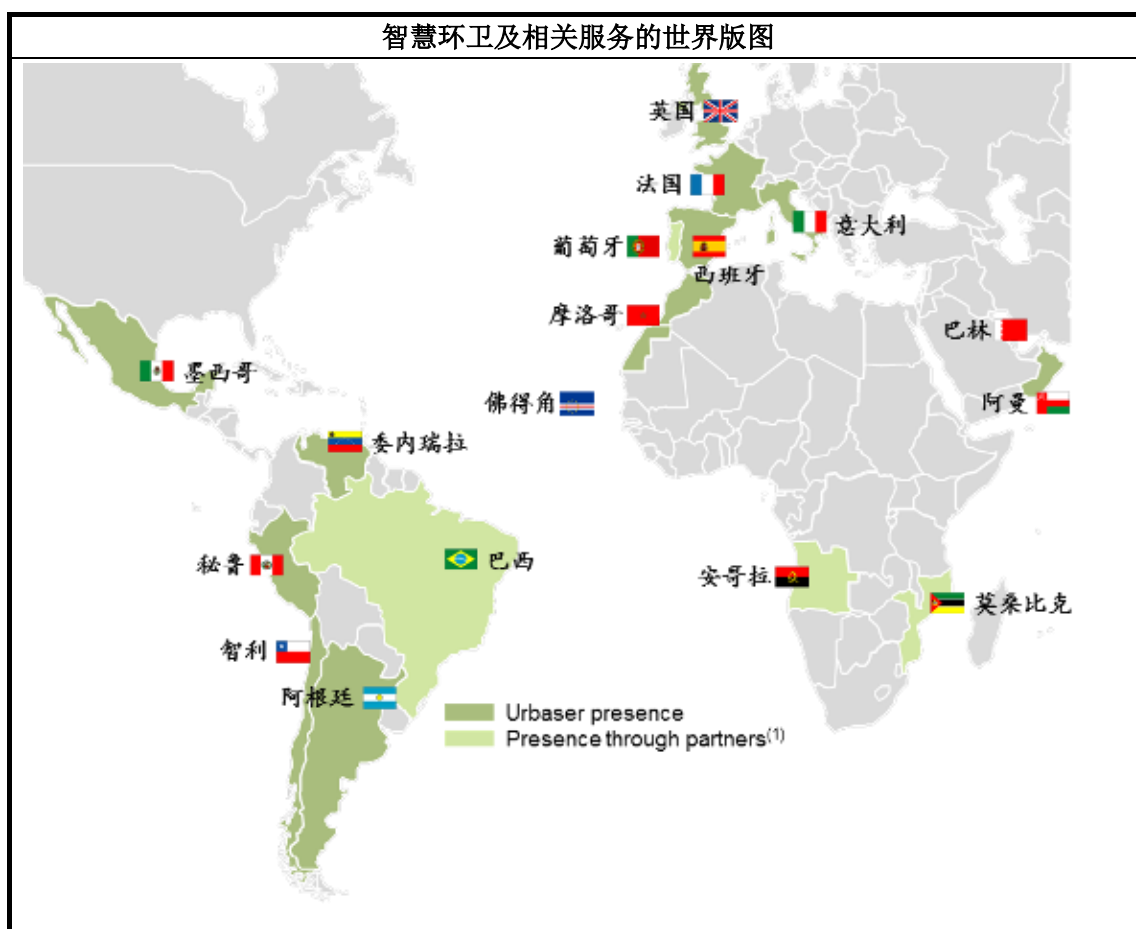 智慧环卫及相关服务的世界版图
英国
法国
意大利
葡萄牙
西班牙
摩洛哥
巴林
墨西哥
佛得角
阿曼
委内瑞拉
秘鲁
巴西
安哥拉
莫桑比克
智利
阿根廷
Urbaser presence
Presence through partners(1)